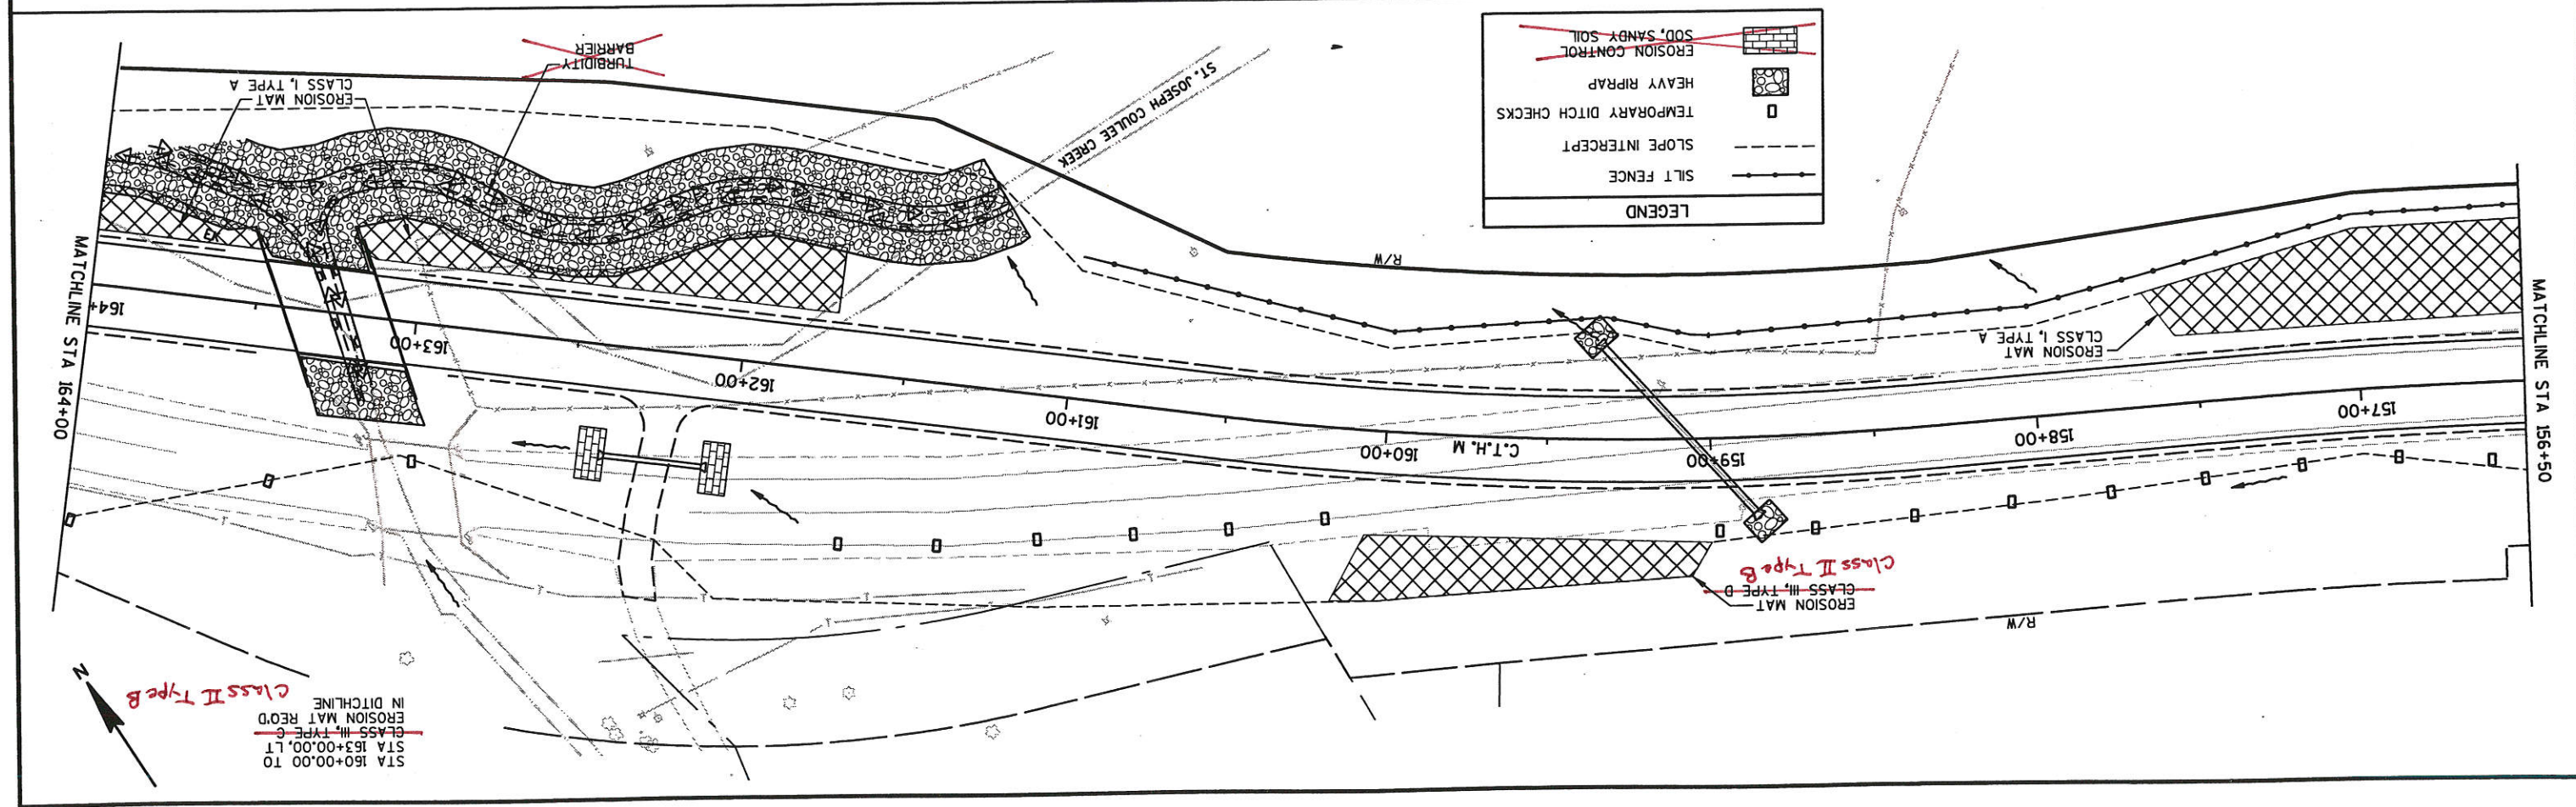 STA 160+00.00 TO
STA 163+00.00, LT
CLASS III, TYPE C
EROSION MAT REQ'D
IN DITCHLINE
Class II Type B
N
R/W
EROSION MAT
CLASS III, TYPE D
Class II Type B
MATCHLINE STA 156+50
MATCHLINE STA 164+00
157+00
158+00
159+00
C.T.H. M
160+00
161+00
162+00
163+00
164+
EROSION MAT
CLASS I, TYPE A
R/W
LEGEND
SILT FENCE
SLOPE INTERCEPT
TEMPORARY DITCH CHECKS
HEAVY RIPRAP
EROSION CONTROL
SOD, SANDY SOIL
ST. JOSEPH COULEE CREEK
TURBIDITY
BARRIER
EROSION MAT
CLASS I, TYPE A